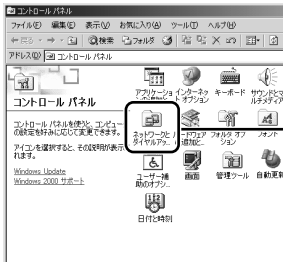 コントロール パネル
ファイル(F) 編集(E) 表示(V) お気に入り(A) ツール(T) ヘルプ(H)
戻る 検索 フォルダ
アドレス(D) コントロール パネル
コントロール パネル
コントロール パネルを使うと、コンピュー
の設定を好みに応じて変更できます。
アイコンを選択すると、その説明が表示
れます。
Windows Update
Windows 2000 サポート
アプリケーショ
インターネッ
ト オプション
キーボード
サウンドと
ルチメディア
ネットワークと
ダイヤルアッ...
ードウェア
追加と...
フォルダ オプ
ション
フォント
ユーザー補
助のオプシ...
画面
管理ツール
自動更新
日付と時刻